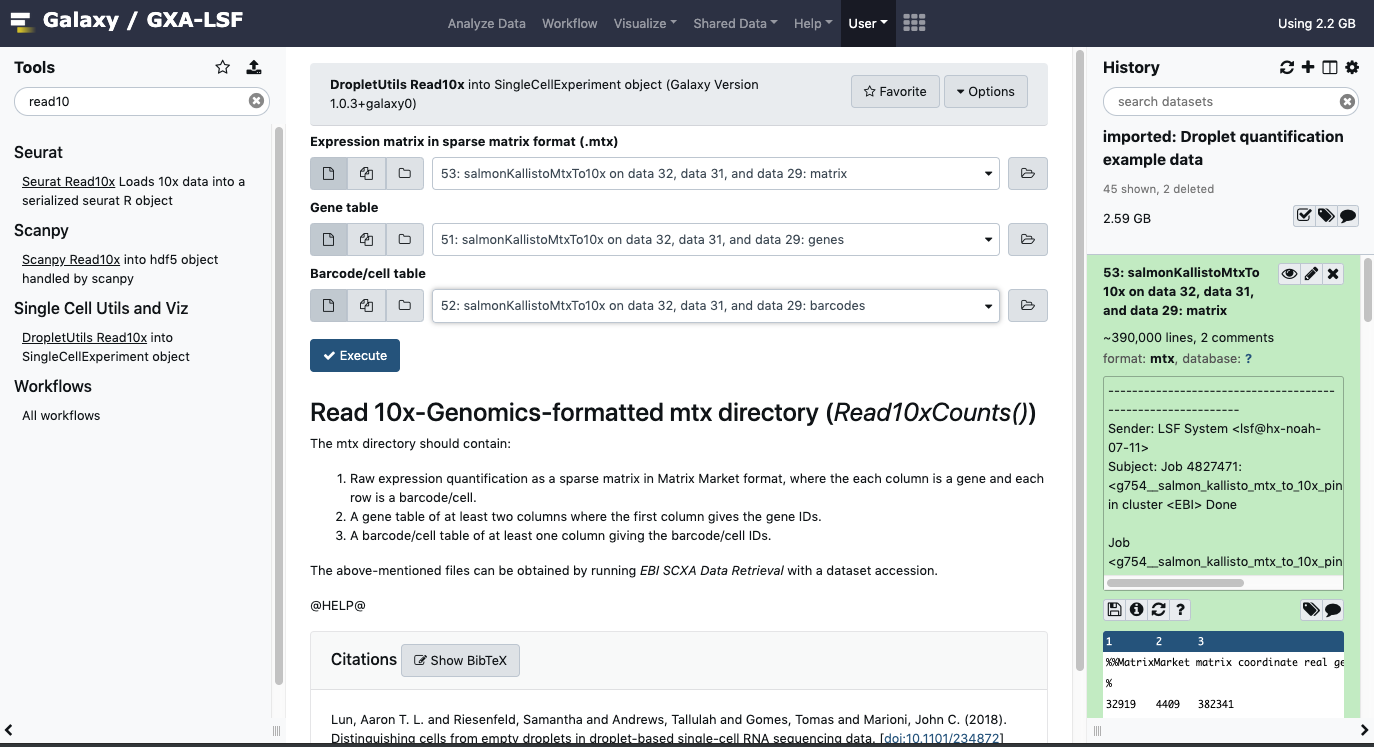 Galaxy / GXA-LSF
Analyze Data Workflow Visualize Shared Data Help User
Using 2.2 GB
Tools
read10
Seurat
Seurat Read10x Loads 10x data into a
serialized seurat R object
Scanpy
Scanpy Read10x into hdf5 object
handled by scanpy
Single Cell Utils and Viz
DropletUtils Read10x into
SingleCellExperiment object
Workflows
All workflows
DropletUtils Read10x into SingleCellExperiment object (Galaxy Version
1.0.3+galaxy0)
Favorite
Options
Expression matrix in sparse matrix format (.mtx)
53: salmonKallistoMtxTo10x on data 32, data 31, and data 29: matrix
Gene table
51: salmonKallistoMtxTo10x on data 32, data 31, and data 29: genes
Barcode/cell table
52: salmonKallistoMtxTo10x on data 32, data 31, and data 29: barcodes
Execute
Read 10x-Genomics-formatted mtx directory (Read10xCounts())
The mtx directory should contain:
1. Raw expression quantification as a sparse matrix in Matrix Market format, where the each column is a gene and each
row is a barcode/cell.
2. A gene table of at least two columns where the first column gives the gene IDs.
3. A barcode/cell table of at least one column giving the barcode/cell IDs.
The above-mentioned files can be obtained by running EBI SCXA Data Retrieval with a dataset accession.
@HELP@
Citations
Show BibTeX
Lun, Aaron T. L. and Riesenfeld, Samantha and Andrews, Tallulah and Gomes, Tomas and Marioni, John C. (2018).
Distinguishing cells from empty droplets in droplet-based single-cell RNA sequencing data. [doi:10.1101/234872]
History
search datasets
imported: Droplet quantification
example data
45 shown, 2 deleted
2.59 GB
53: salmonKallistoMtxTo
10x on data 32, data 31,
and data 29: matrix
~390,000 lines, 2 comments
format: mtx, database: ?
--------------------------------------
----------------------
Sender: LSF System <lsf@hx-noah-
07-11>
Subject: Job 4827471:
<g754__salmon_kallisto_mtx_to_10x_pin
in cluster <EBI> Done
Job
<g754__salmon_kallisto_mtx_to_10x_pin
?
1 2 3
%%MatrixMarket matrix coordinate real ge
%
32919 4409 382341